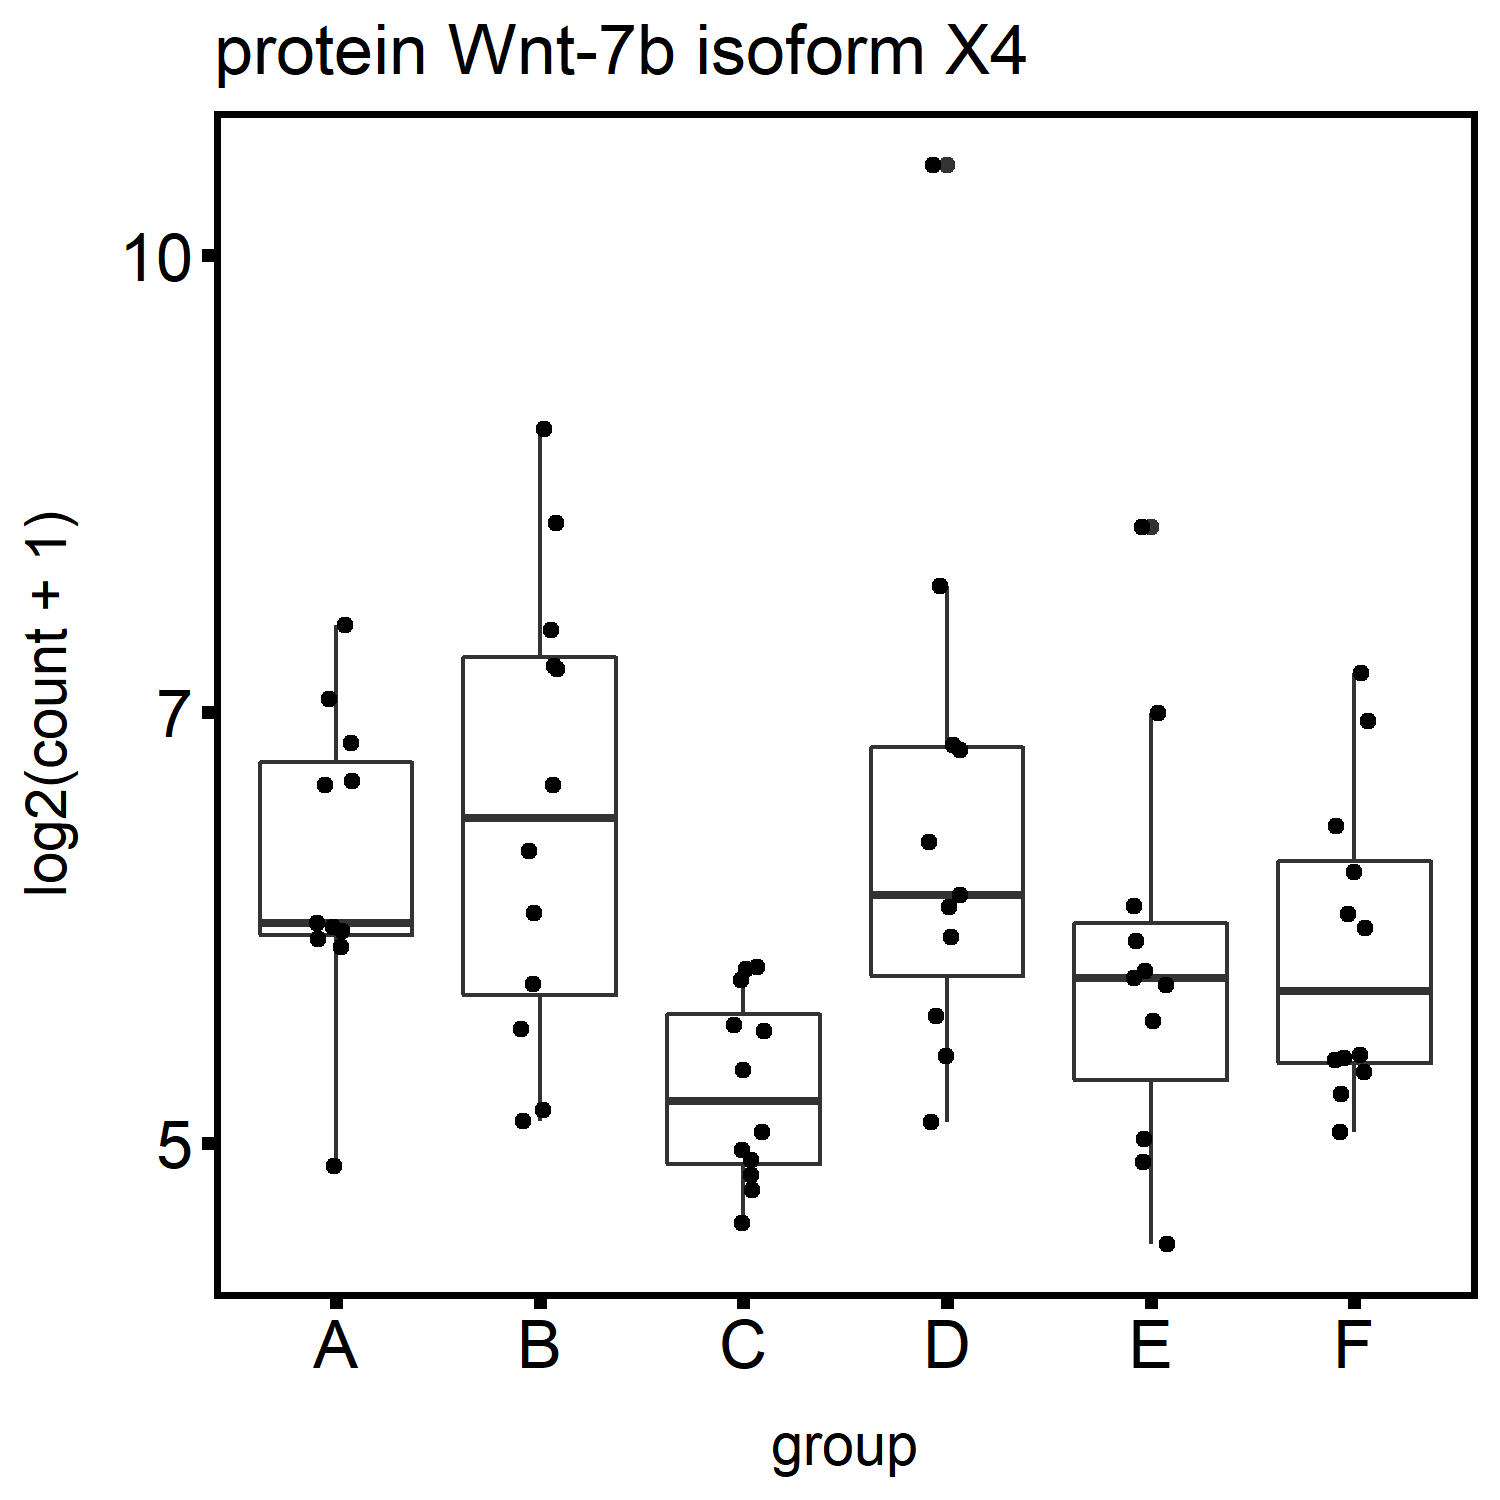 protein Wnt-7b isoform X4
10
7
5
log2(count + 1)
A B C D E F
group